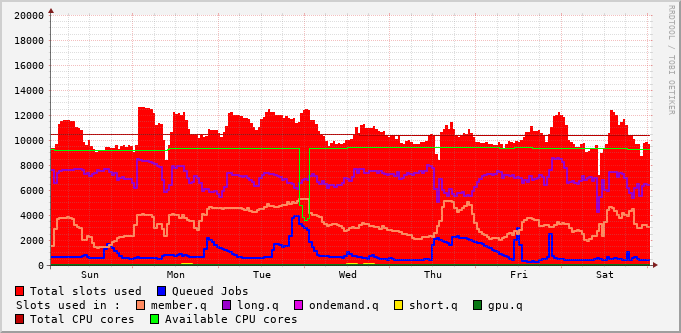 20000
18000
16000
14000
12000
10000
8000
6000
4000
2000
0
Sun Mon Tue Wed Thu Fri Sat
RRDTOOL / TOBI OETIKER
Total slots used Queued Jobs
Slots used in : member.q long.q ondemand.q short.q gpu.q
Total CPU cores Available CPU cores